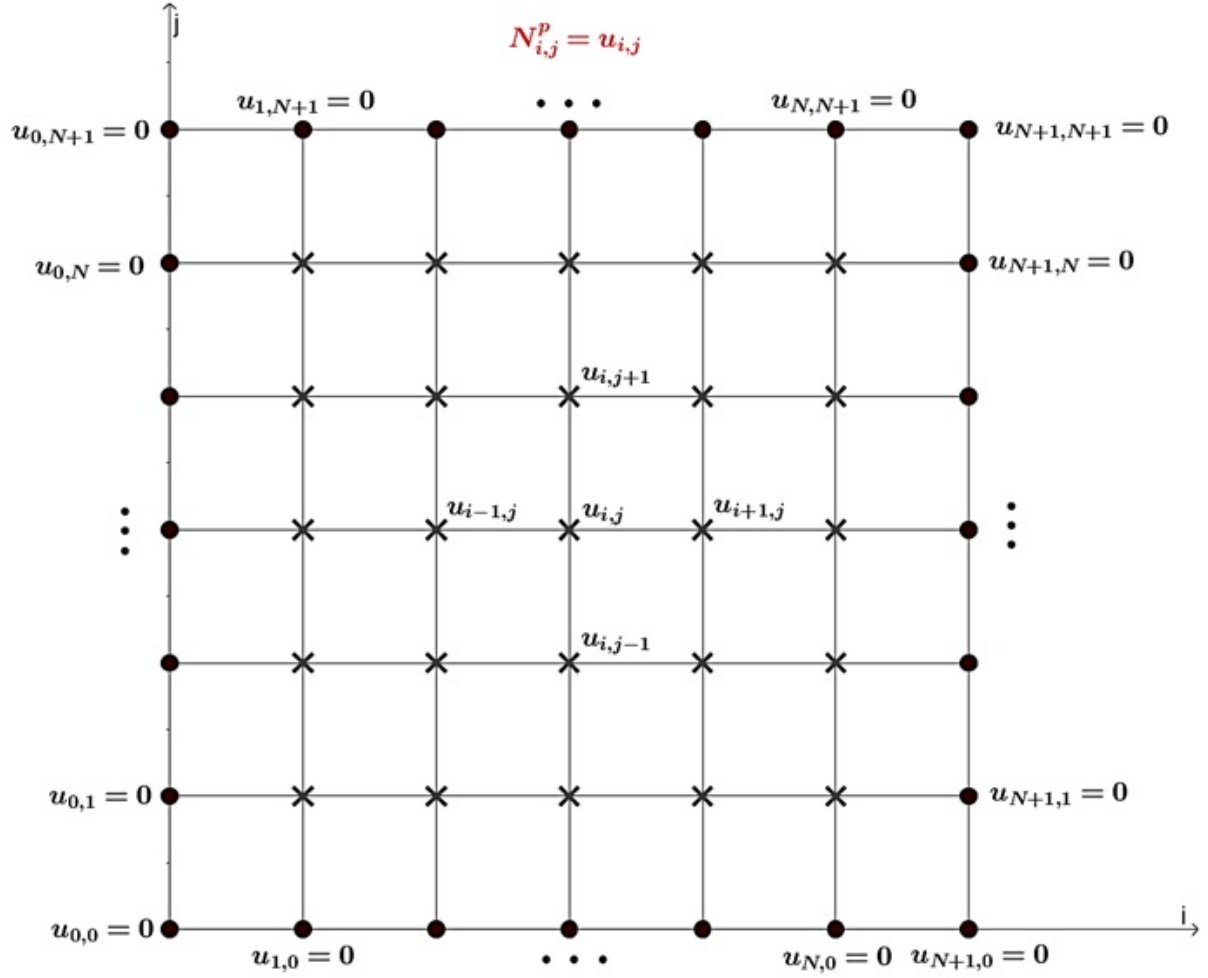 j
N^p_{i,j} = u_{i,j}
u_{1,N+1} = 0 • • • u_{N,N+1} = 0
u_{0,N+1} = 0 u_{N+1,N+1} = 0
u_{0,N} = 0 u_{N+1,N} = 0
u_{i,j+1}
u_{i-1,j} u_{i,j} u_{i+1,j}
u_{i,j-1}
u_{0,1} = 0 u_{N+1,1} = 0
i
u_{0,0} = 0
u_{1,0} = 0 • • • u_{N,0} = 0 u_{N+1,0} = 0